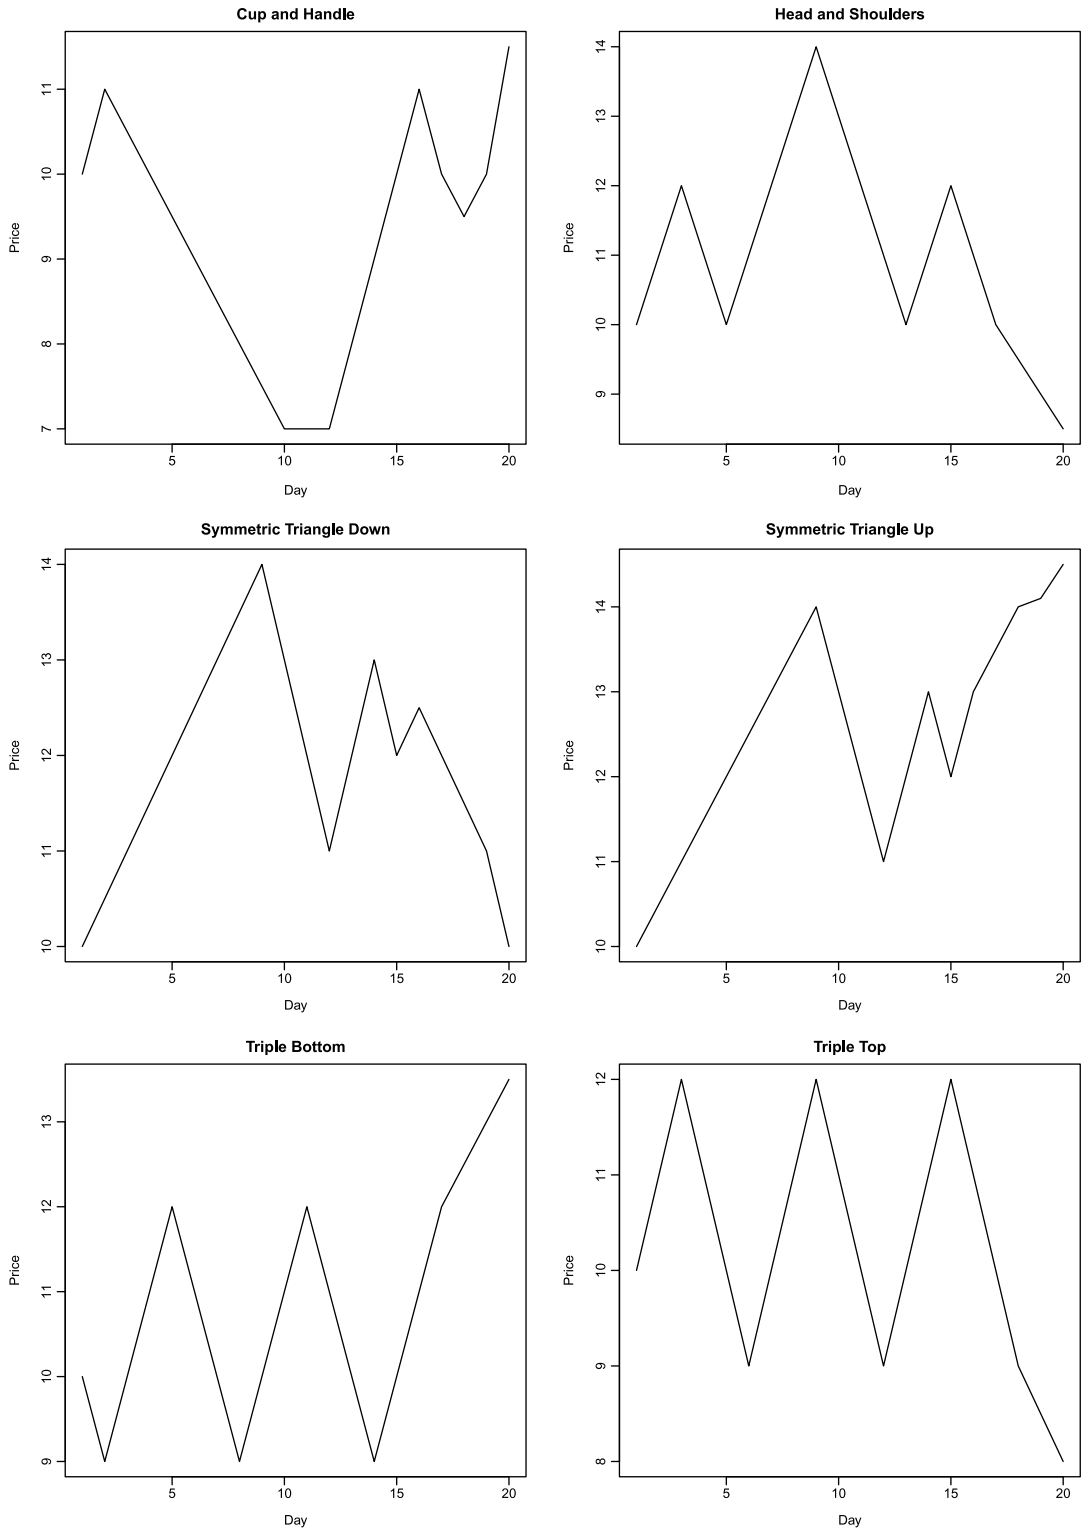 Cup and Handle
Price
11
10
9
8
7
5 10 15 20
Day
Head and Shoulders
Price
14
13
12
11
10
9
5 10 15 20
Day
Symmetric Triangle Down
Price
14
13
12
11
10
5 10 15 20
Day
Symmetric Triangle Up
Price
14
13
12
11
10
5 10 15 20
Day
Triple Bottom
Price
13
12
11
10
9
5 10 15 20
Day
Triple Top
Price
12
11
10
9
8
5 10 15 20
Day